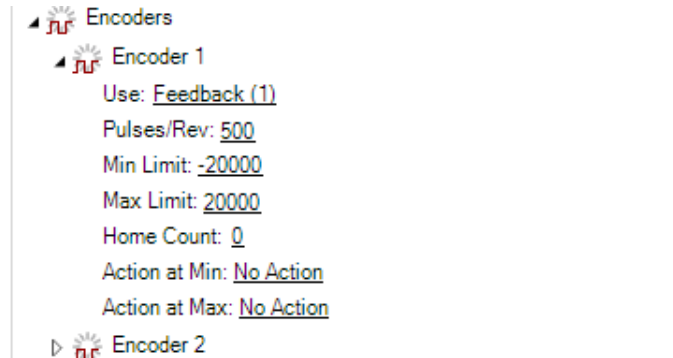 Encoders
Encoder 1
Use: Feedback (1)
Pulses/Rev: 500
Min Limit: -20000
Max Limit: 20000
Home Count: 0
Action at Min: No Action
Action at Max: No Action
Encoder 2